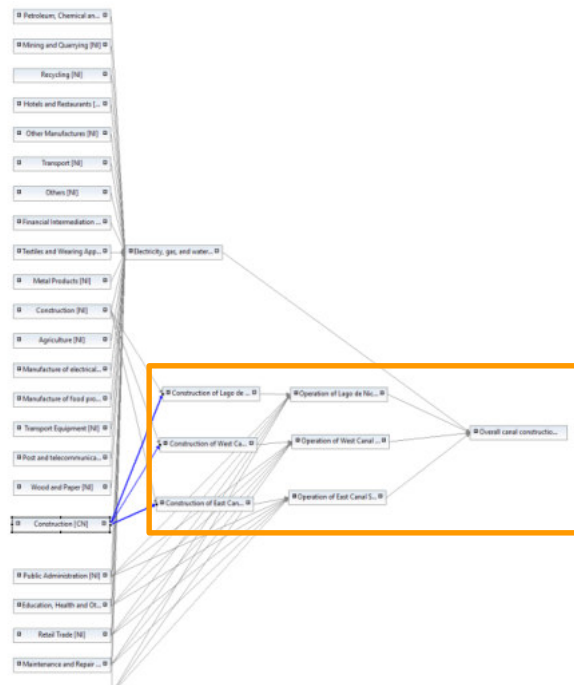 Petroleum, Chemical an...
Mining and Quarrying [NI]
Recycling [NI]
Hotels and Restaurants [...
Other Manufactures [NI]
Transport [NI]
Others [NI]
Financial Intermediation ...
Textiles and Wearing App...
Electricity, gas, and water...
Metal Products [NI]
Construction [NI]
Agriculture [NI]
Manufacture of electrical...
Construction of Lago de ...
Operation of Lago de Nic...
Manufacture of food pro...
Transport Equipment [NI]
Overall canal constructio...
Construction of West Ca...
Operation of West Canal ...
Post and telecommunica...
Wood and Paper [NI]
Construction of East Can...
Operation of East Canal S...
Construction [CN]
Public Administration [NI]
Education, Health and Ot...
Retail Trade [NI]
Maintenance and Repair ...